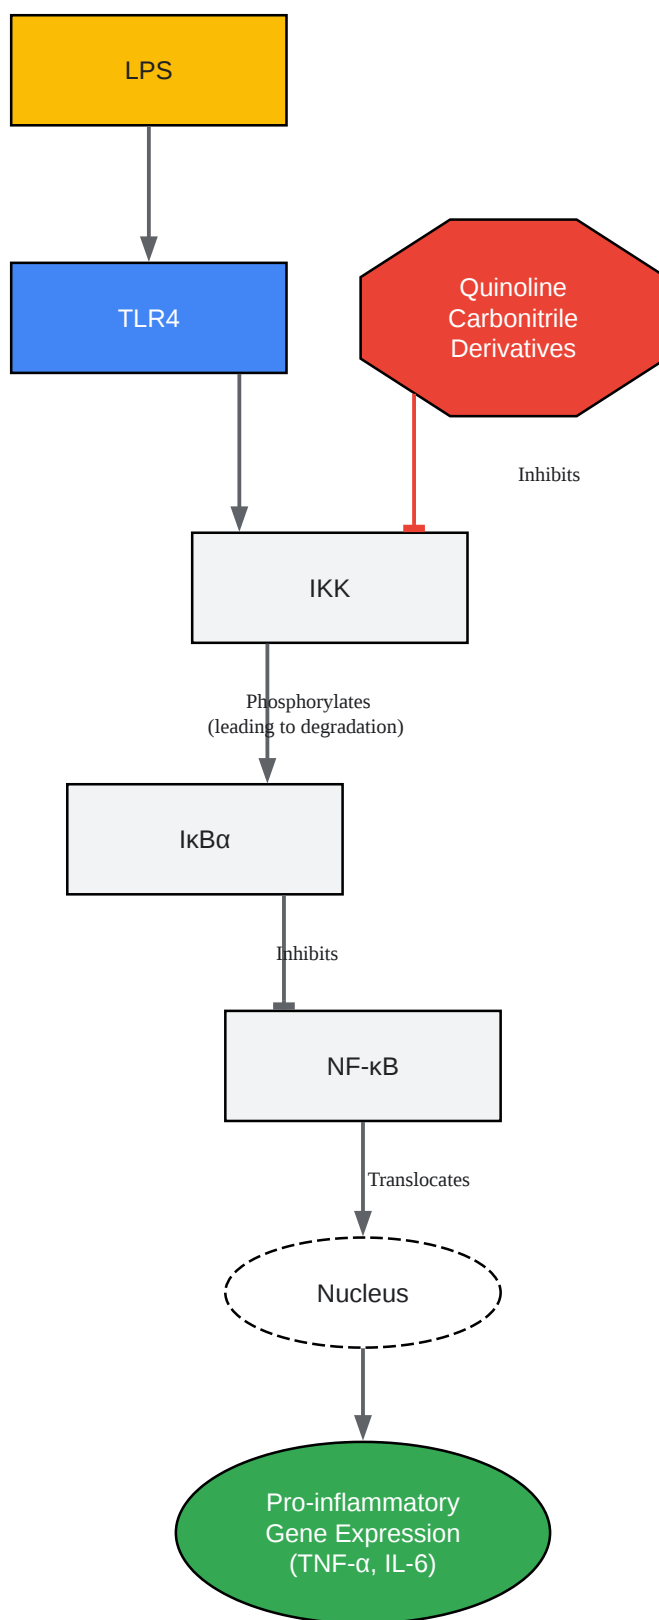 LPS
TLR4
Quinoline
Carbonitrile
Derivatives
Inhibits
IKK
Phosphorylates
(leading to degradation)
IκBα
Inhibits
NF-κB
Translocates
Nucleus
Pro-inflammatory
Gene Expression
(TNF-α, IL-6)